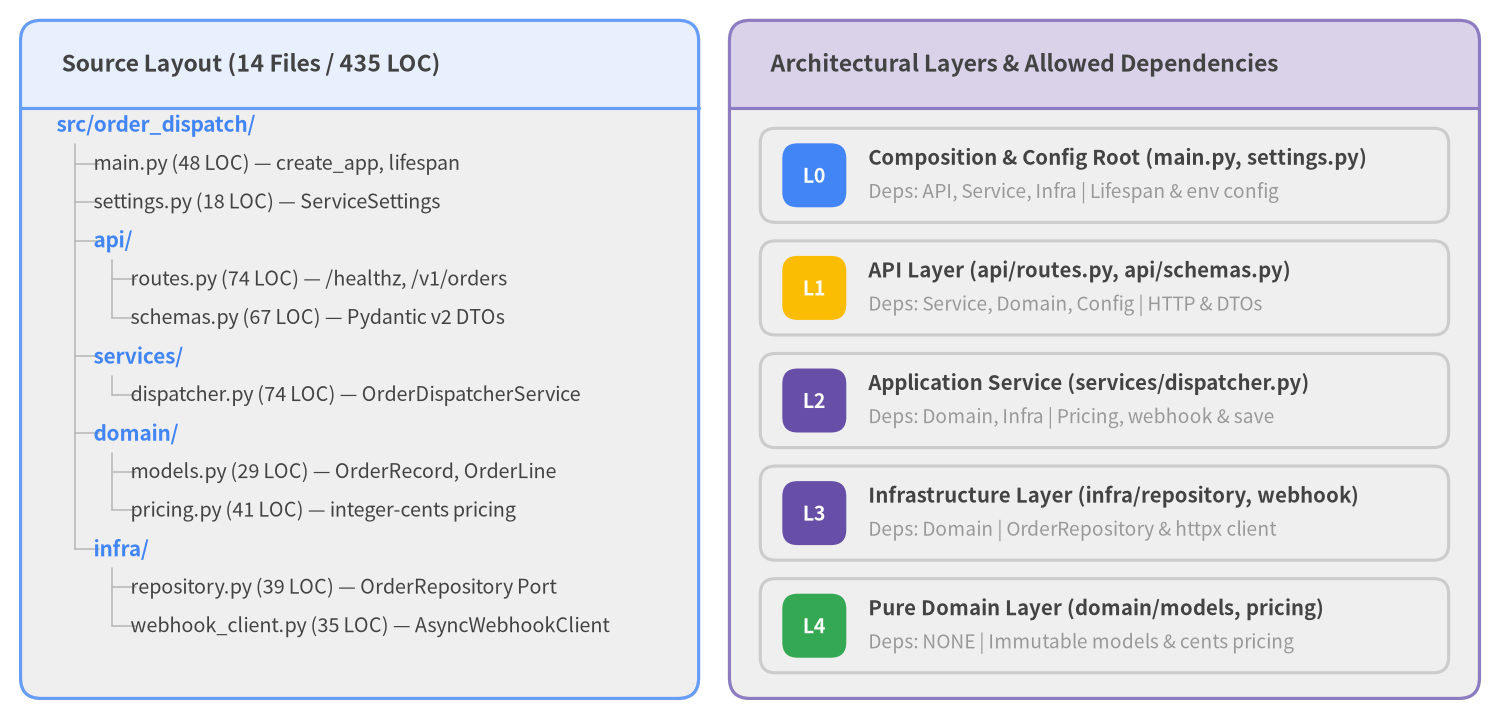 Source Layout (14 Files / 435 LOC)
src/order_dispatch/
main.py (48 LOC) — create_app, lifespan
settings.py (18 LOC) — ServiceSettings
api/
routes.py (74 LOC) — /healthz, /v1/orders
schemas.py (67 LOC) — Pydantic v2 DTOs
services/
dispatcher.py (74 LOC) — OrderDispatcherService
domain/
models.py (29 LOC) — OrderRecord, OrderLine
pricing.py (41 LOC) — integer-cents pricing
infra/
repository.py (39 LOC) — OrderRepository Port
webhook_client.py (35 LOC) — AsyncWebhookClient
Architectural Layers & Allowed Dependencies
L0
Composition & Config Root (main.py, settings.py)
Deps: API, Service, Infra | Lifespan & env config
L1
API Layer (api/routes.py, api/schemas.py)
Deps: Service, Domain, Config | HTTP & DTOs
L2
Application Service (services/dispatcher.py)
Deps: Domain, Infra | Pricing, webhook & save
L3
Infrastructure Layer (infra/repository, webhook)
Deps: Domain | OrderRepository & httpx client
L4
Pure Domain Layer (domain/models, pricing)
Deps: NONE | Immutable models & cents pricing